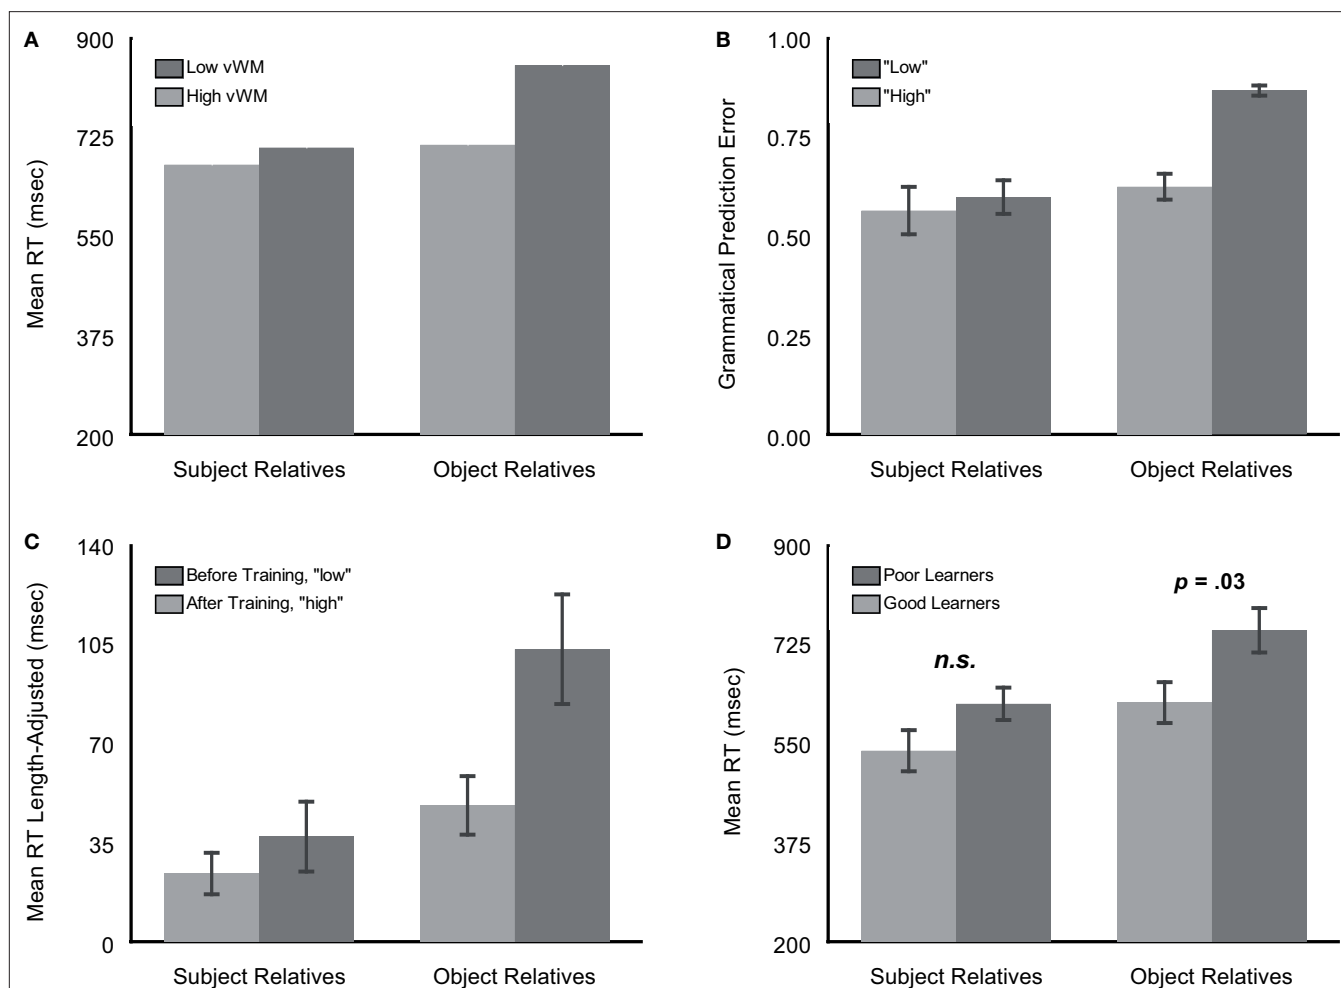 A
900
725
550
375
200
Mean RT (msec)
Low vWM
High vWM
Subject Relatives
Object Relatives
B
1.00
0.75
0.50
0.25
0.00
Grammatical Prediction Error
"Low"
"High"
Subject Relatives
Object Relatives
C
140
105
70
35
0
Mean RT Length-Adjusted (msec)
Before Training, "low"
After Training, "high"
Subject Relatives
Object Relatives
D
900
725
550
375
200
Mean RT (msec)
Poor Learners
Good Learners
n.s.
p = .03
Subject Relatives
Object Relatives